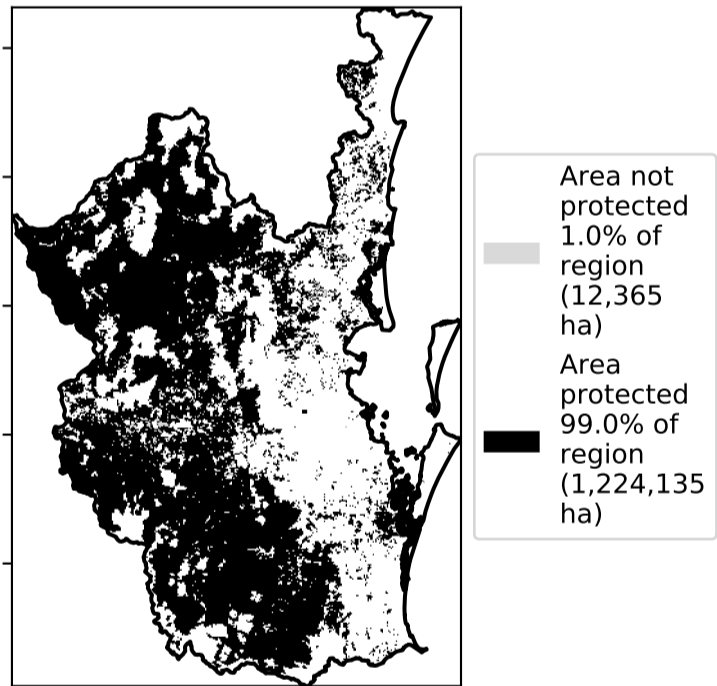 Area not
protected
1.0% of
region
(12,365
ha)
Area
protected
99.0% of
region
(1,224,135
ha)